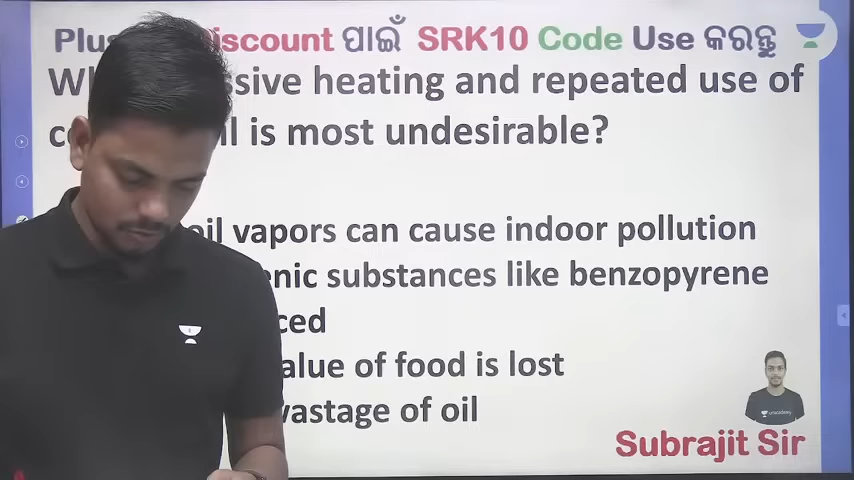 Plus Discount ପାଇଁ SRK10 Code Use କରନ୍ତୁ
ssive heating and repeated use of
il is most undesirable?
oil vapors can cause indoor pollution
enic substances like benzopyrene
ced
alue of food is lost
wastage of oil
unacademy
Subrajit Sir